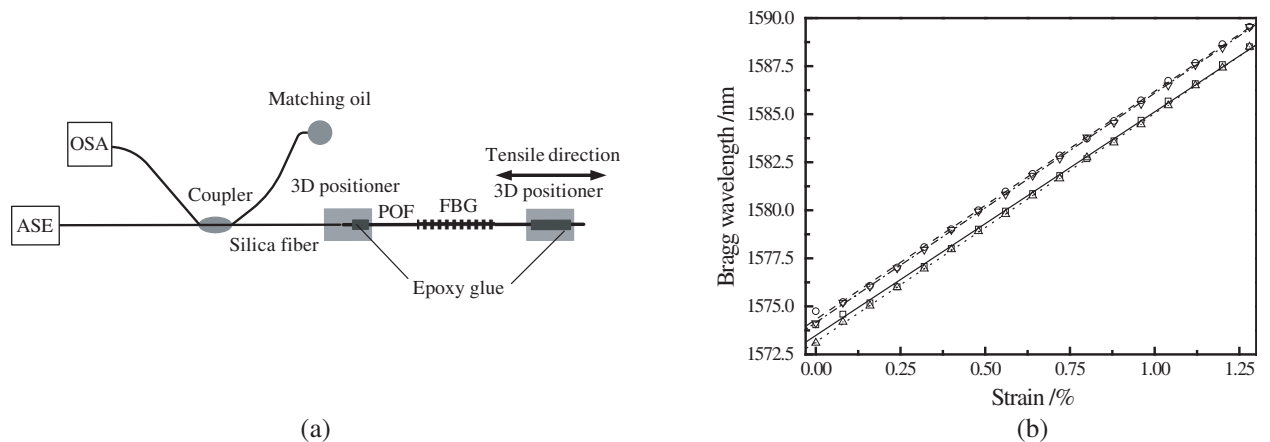 Matching oil
OSA
Tensile direction
Coupler
3D positioner
3D positioner
POF
FBG
ASE
Silica fiber
Epoxy glue
(a)
1590.0
1587.5
1585.0
1582.5
1580.0
1577.5
1575.0
1572.5
Bragg wavelength /nm
0.00
0.25
0.50
0.75
1.00
1.25
Strain /%
(b)